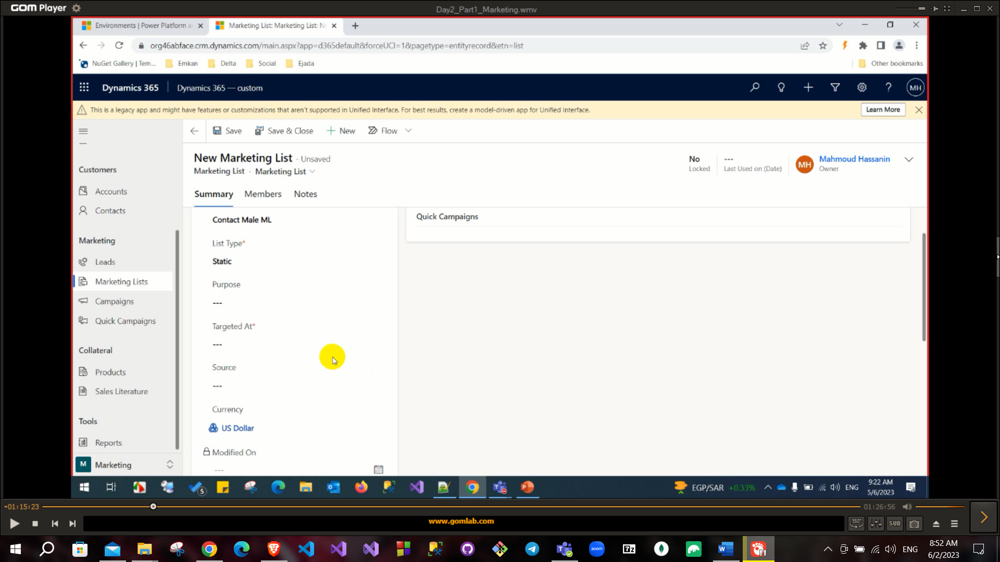 GOM Player
Day2_Part1_Marketing.wmv
Environments | Power Platform a
Marketing List: Marketing List: Ne
org46abface.crm.dynamics.com/main.aspx?app=d365default&forceUCI=1&pagetype=entityrecord&etn=list
NuGet Gallery | Tem...
Emkan
Delta
Social
Ejada
Other bookmarks
Dynamics 365
Dynamics 365 — custom
MH
This is a legacy app and might have features or customizations that aren't supported in Unified Interface. For best results, create a model-driven app for Unified Interface.
Learn More
Save
Save & Close
New
Flow
New Marketing List - Unsaved
Marketing List · Marketing List
No
Locked
---
Last Used on (Date)
MH
Mahmoud Hassanin
Owner
Summary
Members
Notes
Customers
Accounts
Contacts
Marketing
Leads
Marketing Lists
Campaigns
Quick Campaigns
Collateral
Products
Sales Literature
Tools
Reports
M
Marketing
Contact Male ML
List Type*
Static
Purpose
---
Targeted At*
---
Source
---
Currency
US Dollar
Modified On
---
Quick Campaigns
5
EGP/SAR +0.33%
ENG
9:22 AM
5/6/2023
-01:15:23
01:26:56
www.gomlab.com
360°
SUB
zoom
7z
ENG
8:52 AM
6/2/2023